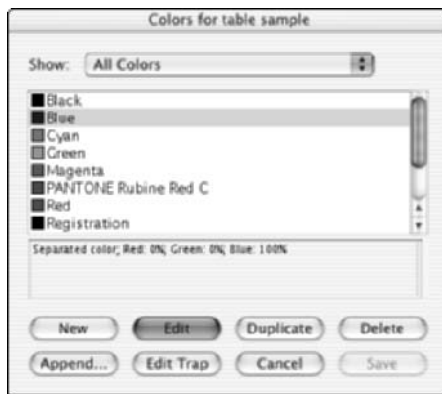 Colors for table sample
Show: All Colors
Black
Blue
Cyan
Green
Magenta
PANTONE Rubine Red C
Red
Registration
Separated color; Red: 0%; Green: 0%; Blue: 100%
New Edit Duplicate Delete
Append... Edit Trap Cancel Save